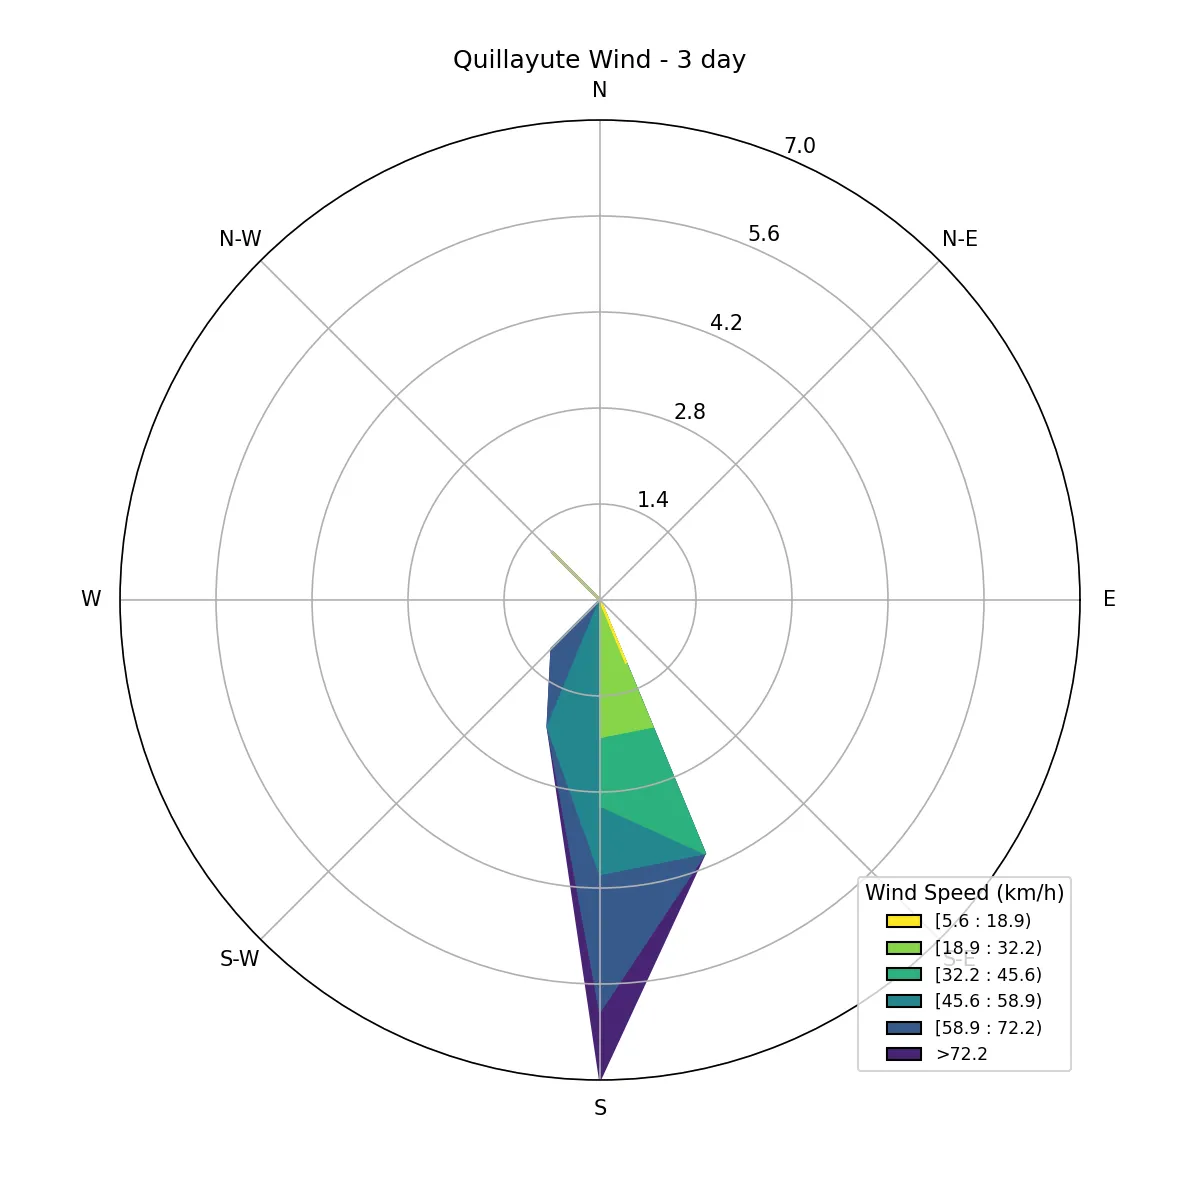 Quillayute Wind - 3 day
N
7.0
N-W
5.6
N-E
4.2
2.8
1.4
W
E
Wind Speed (km/h)
[5.6 : 18.9)
[18.9 : 32.2)
S-W
S-E
[32.2 : 45.6)
[45.6 : 58.9)
[58.9 : 72.2)
>72.2
S